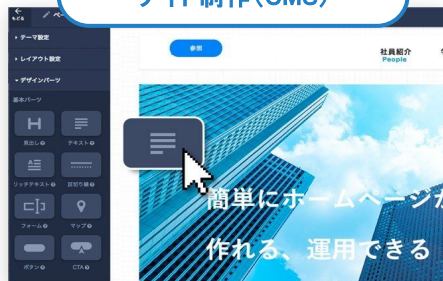 サイト制作(CMS)
もどる
テーマ設定
レイアウト設定
デザインパーツ
基本パーツ
見出し
テキスト
リッチテキスト
区切り線
フォーム
マップ
ボタン
CTA
参照
社員紹介
People
簡単にホームページが
作れる、運用できる